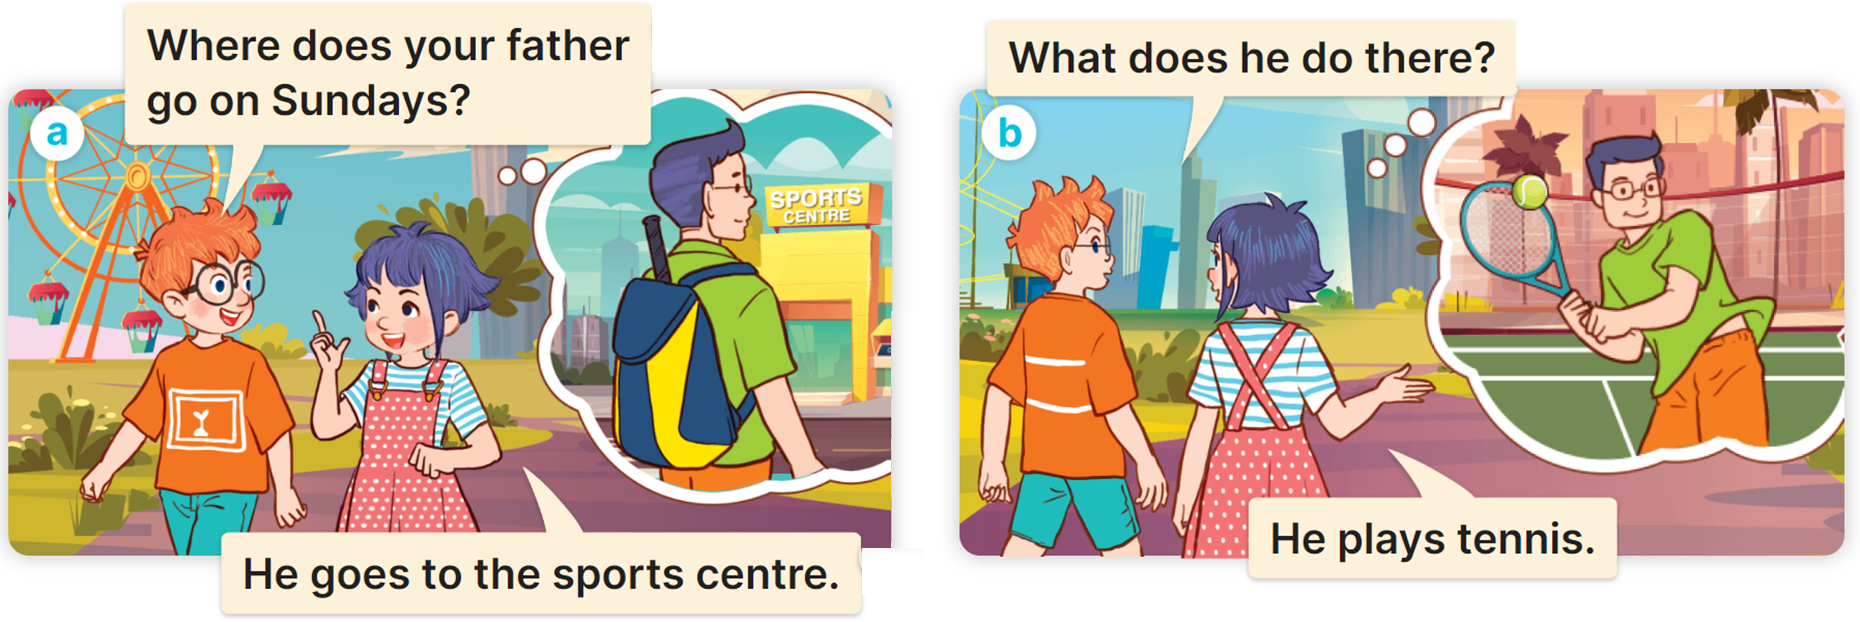 Where does your father
go on Sundays?
a
SPORTS
CENTRE
He goes to the sports centre.
What does he do there?
b
He plays tennis.